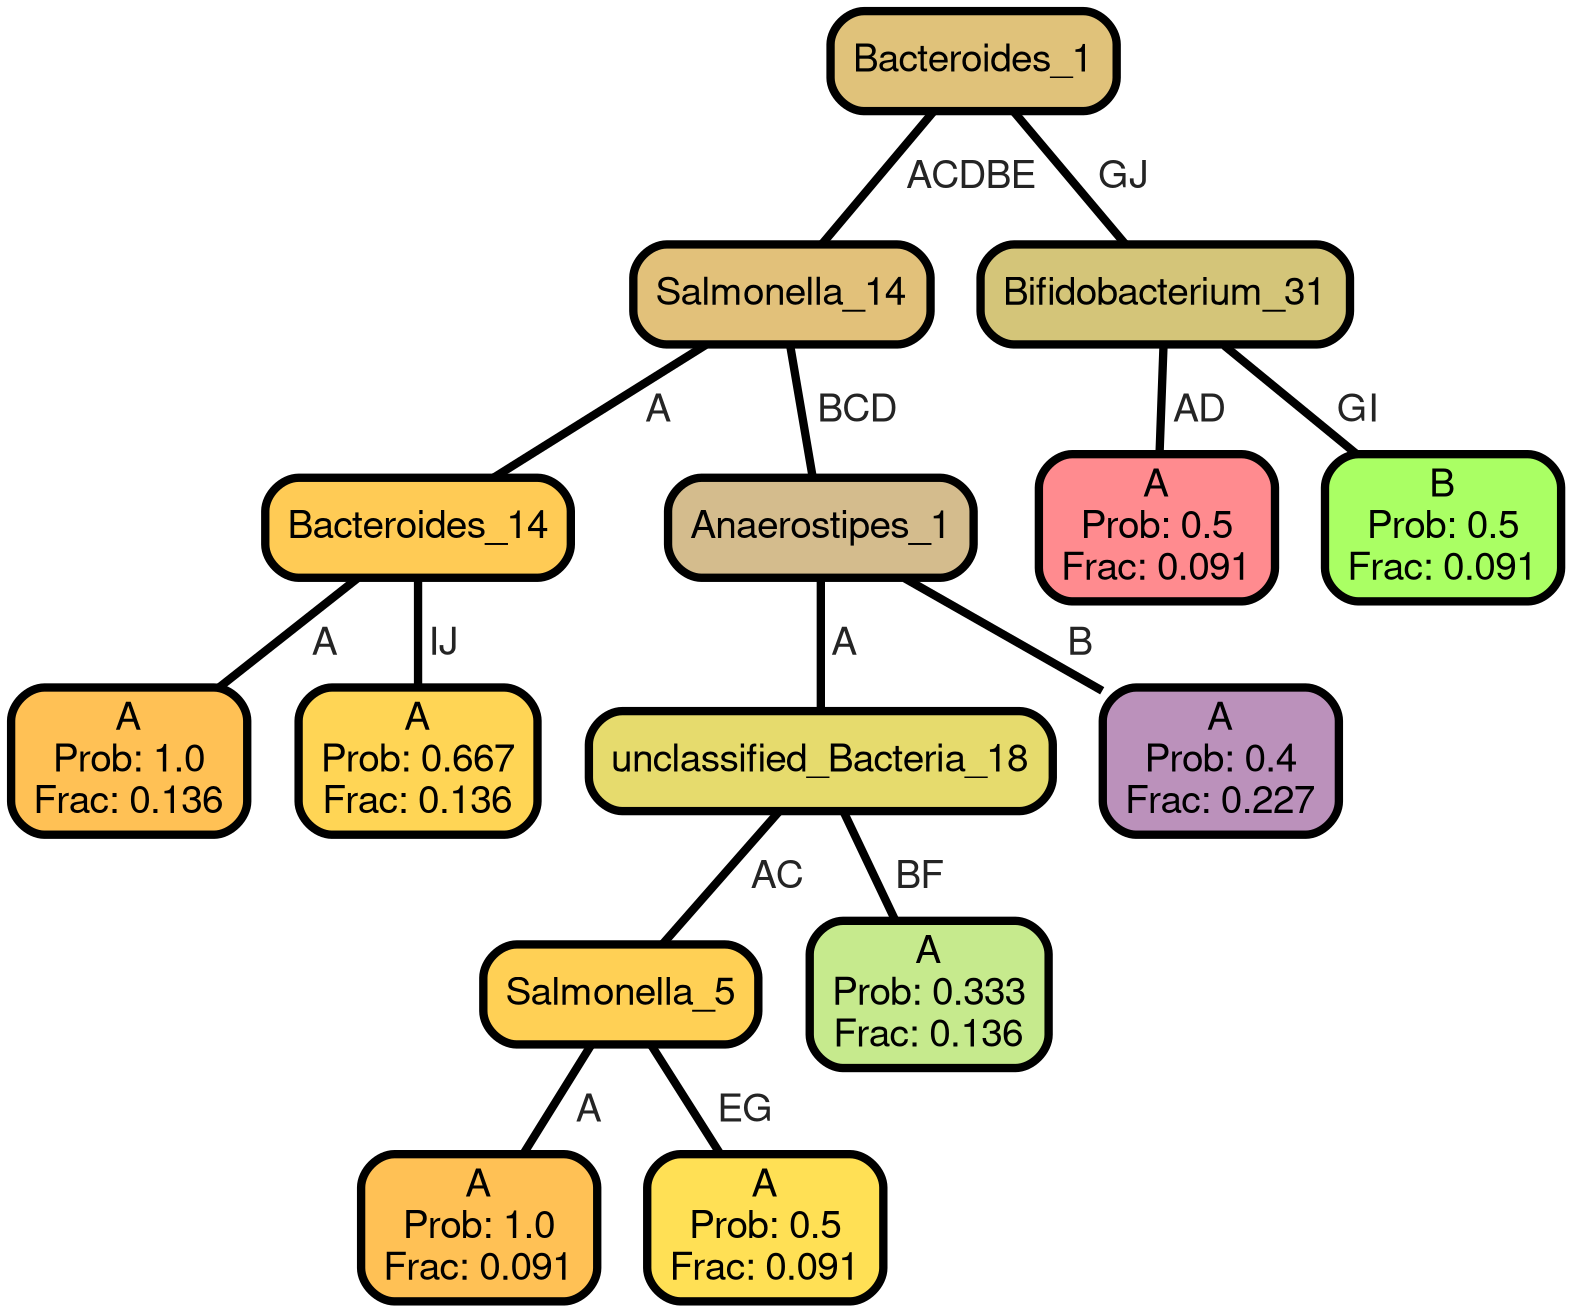 Bacteroides_1
ACDBE
GJ
Salmonella_14
Bifidobacterium_31
A
BCD
AD
GI
Bacteroides_14
Anaerostipes_1
A
Prob: 0.5
Frac: 0.091
B
Prob: 0.5
Frac: 0.091
A
IJ
A
B
A
Prob: 1.0
Frac: 0.136
A
Prob: 0.667
Frac: 0.136
unclassified_Bacteria_18
A
Prob: 0.4
Frac: 0.227
AC
BF
Salmonella_5
A
Prob: 0.333
Frac: 0.136
A
EG
A
Prob: 1.0
Frac: 0.091
A
Prob: 0.5
Frac: 0.091